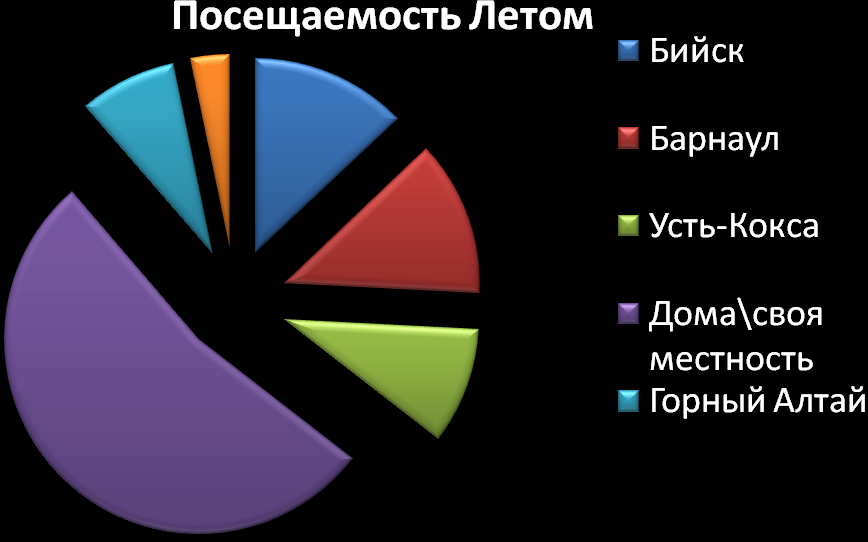 Посещаемость Летом
Бийск
Барнаул
Усть-Кокса
Дома\своя
местность
Горный Алтай